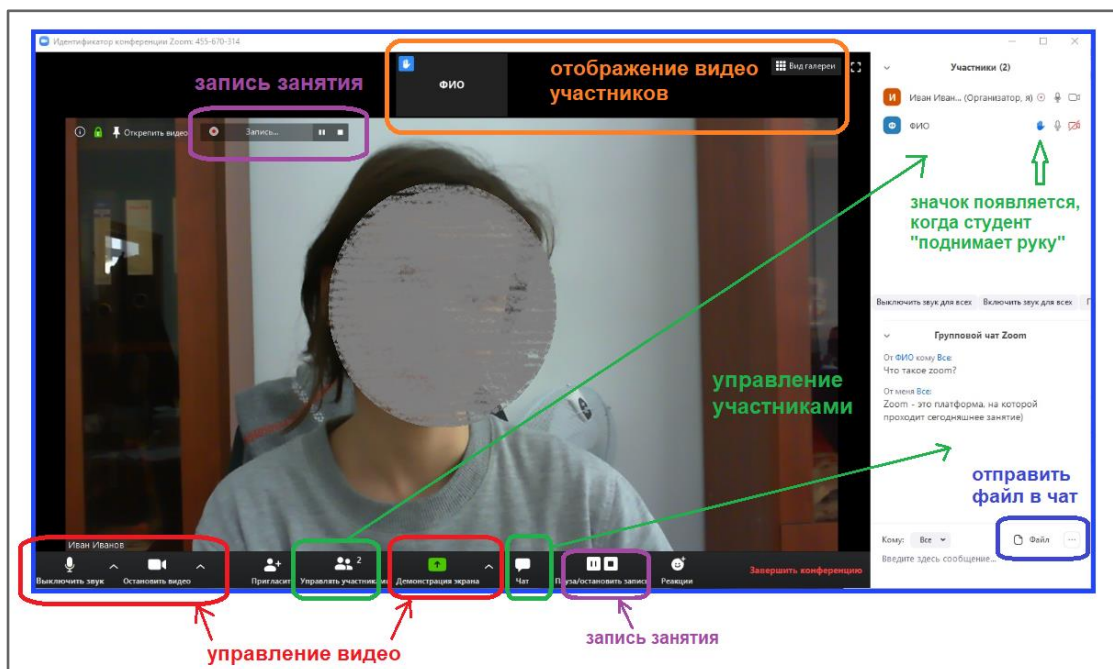 Идентификатор конференции Zoom: 455-670-314
запись занятия
ФИО
отображение видео
участников
Вид галереи
Открепить видео
Запись...
Участники (2)
И Иван Иван... (Организатор, я)
Ф ФИО
значок появляется,
когда студент
"поднимает руку"
Выключить звук для всех Включить звук для всех
Групповой чат Zoom
От ФИО кому Все:
Что такое zoom?
От меня Все:
Zoom - это платформа, на которой
проходит сегодняшнее занятие)
управление
участниками
отправить
файл в чат
Кому: Все Файл
Введите здесь сообщение...
Иван Иванов
Выключить звук Остановить видео Пригласить Управлять участниками 2 Демонстрация экрана Чат Пауза/остановить запись Реакции Завершить конференцию
управление видео
запись занятия